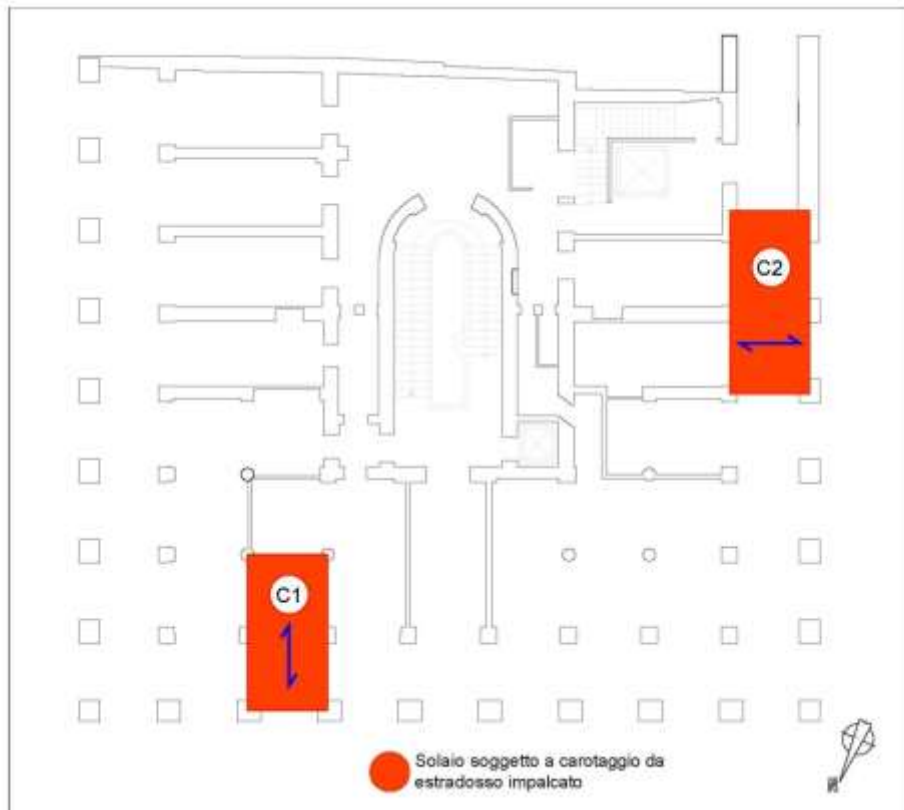 C2
C1
Solaio soggetto a carotaggio da
estradosso impalcato
N